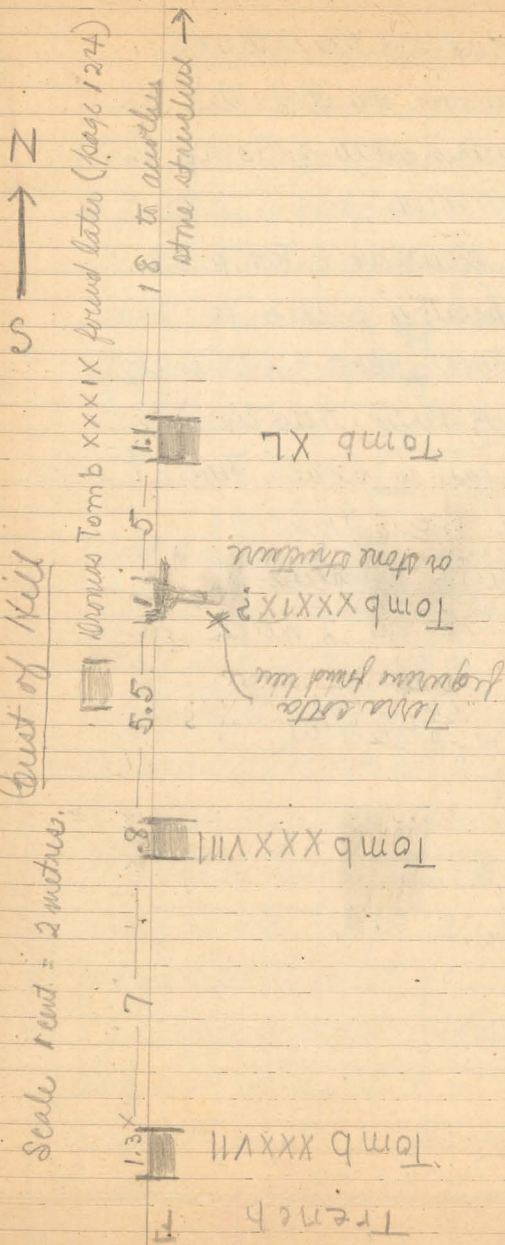 S → N
Crest of Hill
Tomb XXXIX found later (page 124)
Scale 1 cent. = 2 metres.
1.3 7 .8 5.5 1 5 1.1 18 to another
stone structure →
Trench
Tomb XXXVII
Tomb XXXVIII
Terra cotta
figurine found here
X
Tomb XXXIX?
or stone structure
Tomb XL